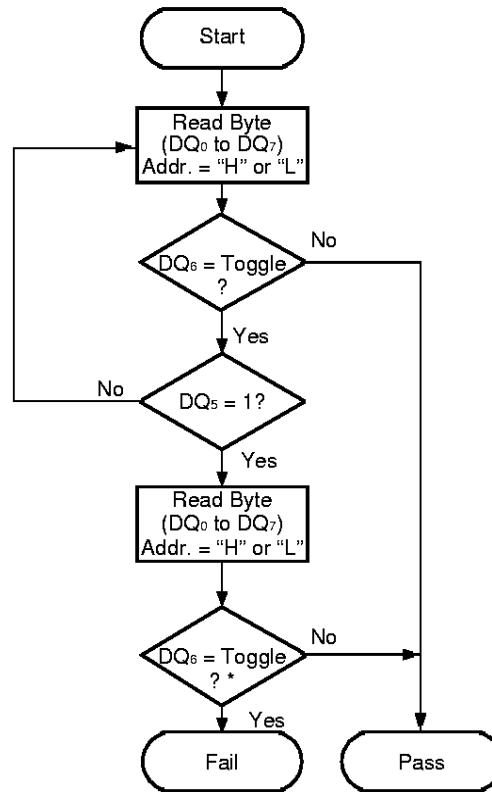 Start
Read Byte
(DQ₀ to DQ₇)
Addr. = “H” or “L”
No
DQ₆ = Toggle
?
Yes
No
DQ₅ = 1?
Yes
Read Byte
(DQ₀ to DQ₇)
Addr. = “H” or “L”
No
DQ₆ = Toggle
? *
Yes
Fail
Pass